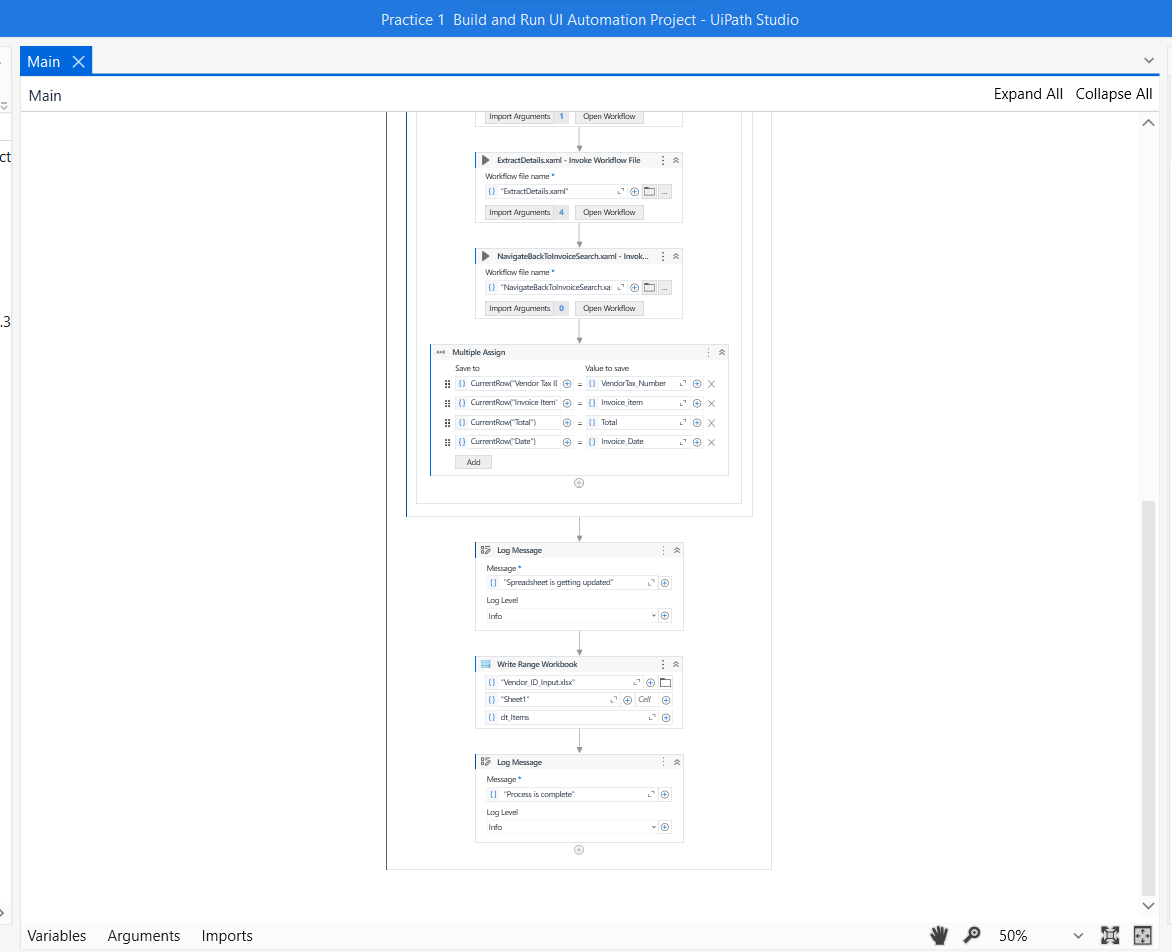 Practice 1 Build and Run UI Automation Project - UiPath Studio
Main
Main
Expand All Collapse All
ct
.3
Import Arguments 1 Open Workflow
ExtractDetails.xaml - Invoke Workflow File
Workflow file name *
"ExtractDetails.xaml"
...
Import Arguments 4 Open Workflow
NavigateBackToInvoiceSearch.xaml - Invok...
Workflow file name *
"NavigateBackToInvoiceSearch.xa
...
Import Arguments 0 Open Workflow
Multiple Assign
Save to Value to save
CurrentRow("Vendor Tax I = VendorTax_Number
CurrentRow("Invoice Item" = Invoice_item
CurrentRow("Total") = Total
CurrentRow("Date") = Invoice_Date
Add
Log Message
Message *
"Spreadsheet is getting updated"
Log Level
Info
Write Range Workbook
"Vendor_ID_Input.xlsx"
"Sheet1" Cell
dt_Items
Log Message
Message *
"Process is complete"
Log Level
Info
Variables Arguments Imports 50%